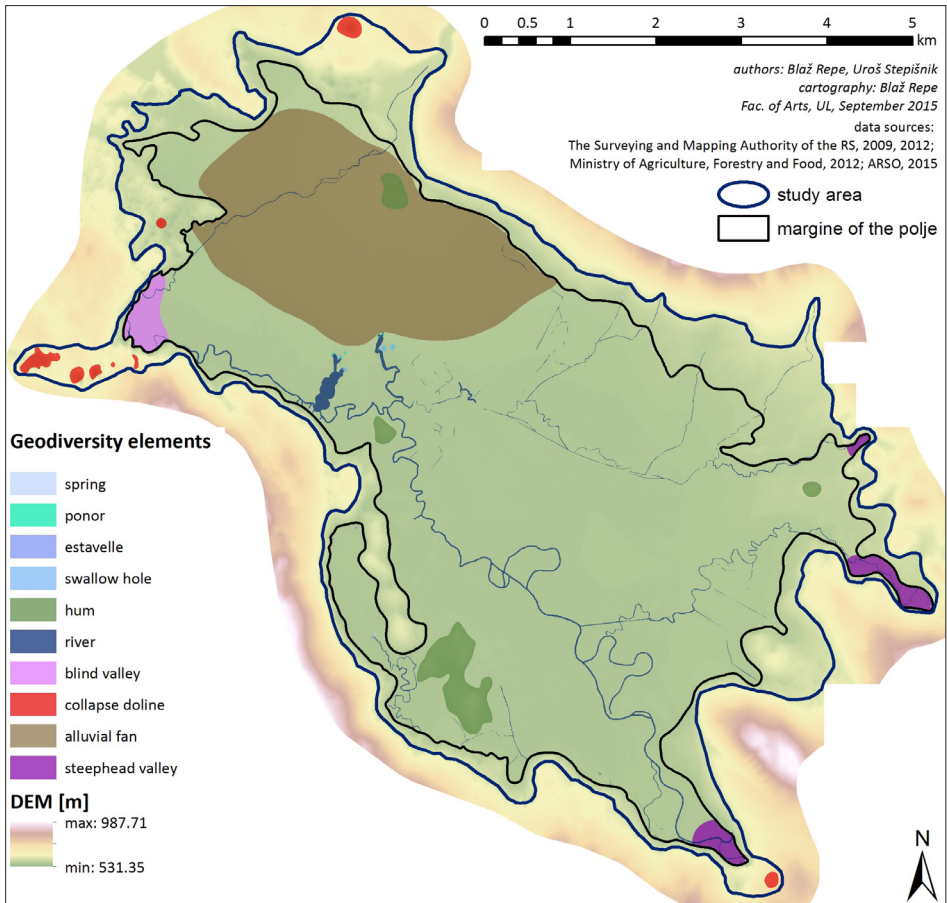 0 0.5 1 2 3 4 5
km
authors: Blaž Repe, Uroš Stepišnik
cartography: Blaž Repe
Fac. of Arts, UL, September 2015
data sources:
The Surveying and Mapping Authority of the RS, 2009, 2012;
Ministry of Agriculture, Forestry and Food, 2012; ARSO, 2015
study area
margine of the polje
Geodiversity elements
spring
ponor
estavelle
swallow hole
hum
river
blind valley
collapse doline
alluvial fan
steephead valley
DEM [m]
max: 987.71
min: 531.35
N